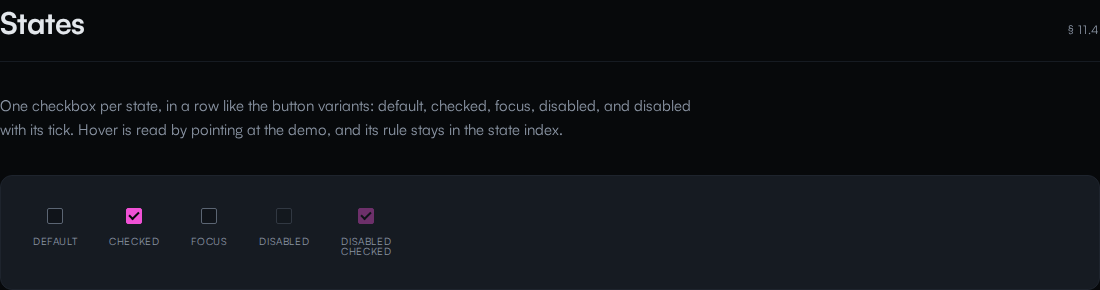 States
§ 11.4
One checkbox per state, in a row like the button variants: default, checked, focus, disabled, and disabled
with its tick. Hover is read by pointing at the demo, and its rule stays in the state index.
DEFAULT CHECKED FOCUS DISABLED DISABLED
CHECKED